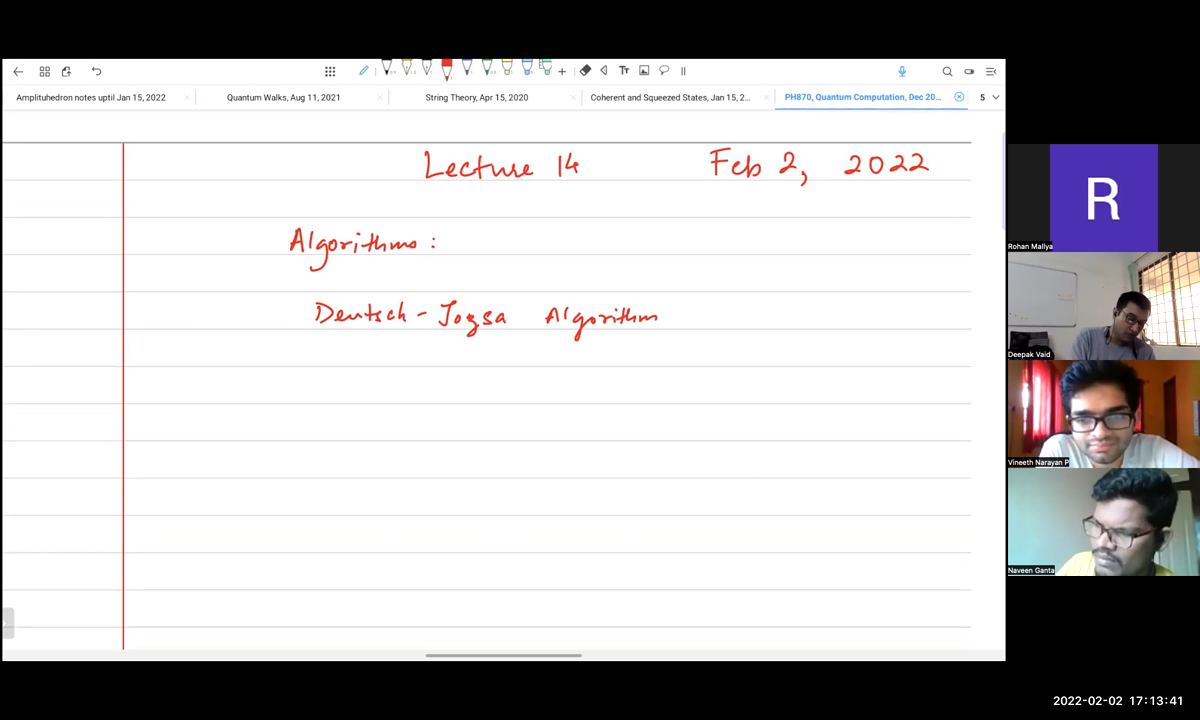 Amplituhedron notes uptil Jan 15, 2022
Quantum Walks, Aug 11, 2021
String Theory, Apr 15, 2020
Coherent and Squeezed States, Jan 15, 2...
PH870, Quantum Computation, Dec 20...
5
Tт
Lecture 14 Feb 2, 2022
Algorithms :
Deutsch - Jozsa Algorithm
R
Rohan Mallya
Deepak Vaid
Vineeth Narayan P
Naveen Ganta
2022-02-02 17:13:41